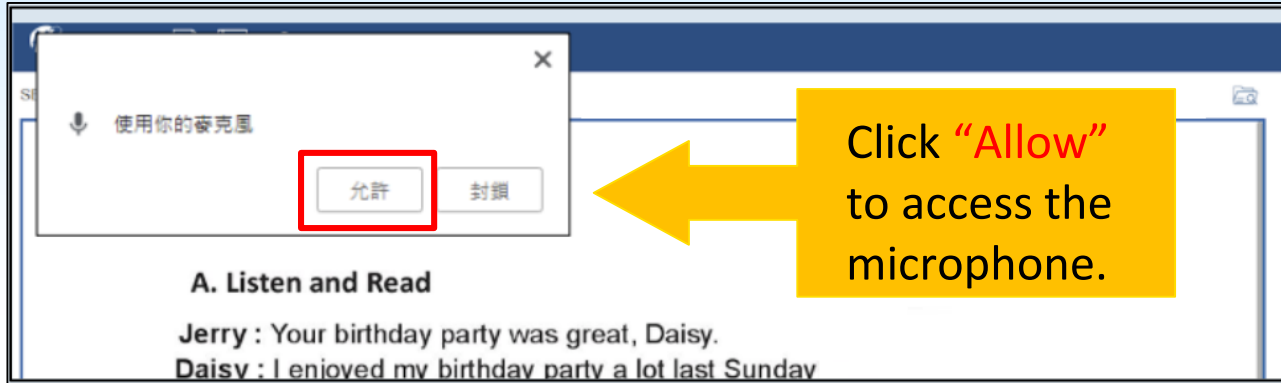 使用你的麥克風
允許 封鎖
Click “Allow”
to access the
microphone.
A. Listen and Read
Jerry : Your birthday party was great, Daisy.
Daisy : I enjoyed my birthday party a lot last Sunday